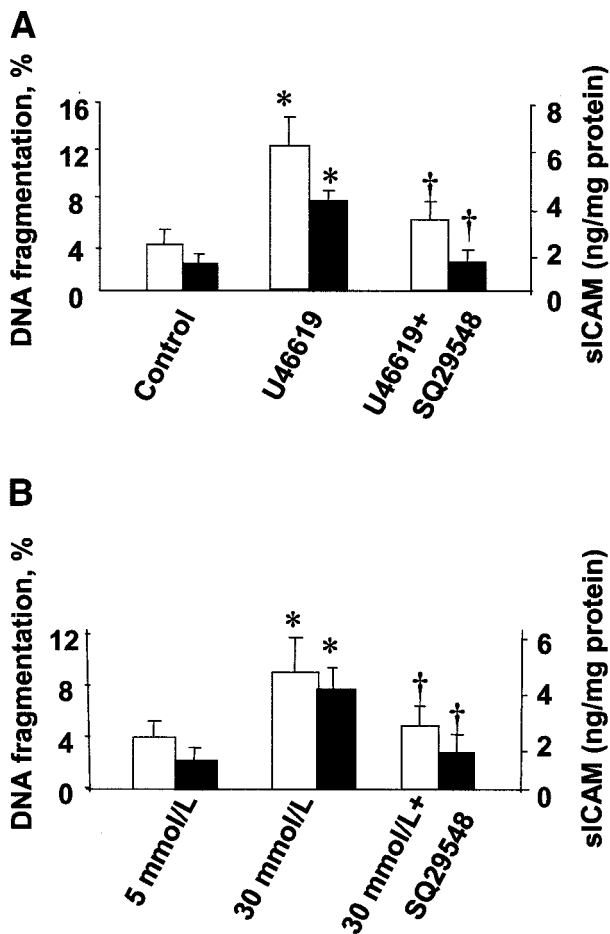 A
DNA fragmentation, %
16
12
8
4
0
*
*
†
†
8
6
4
2
0
sICAM (ng/mg protein)
Control
U46619
U46619+
SQ29548
B
DNA fragmentation, %
12
8
4
0
*
*
†
†
6
4
2
0
sICAM (ng/mg protein)
5 mmol/L
30 mmol/L
30 mmol/L+
SQ29548